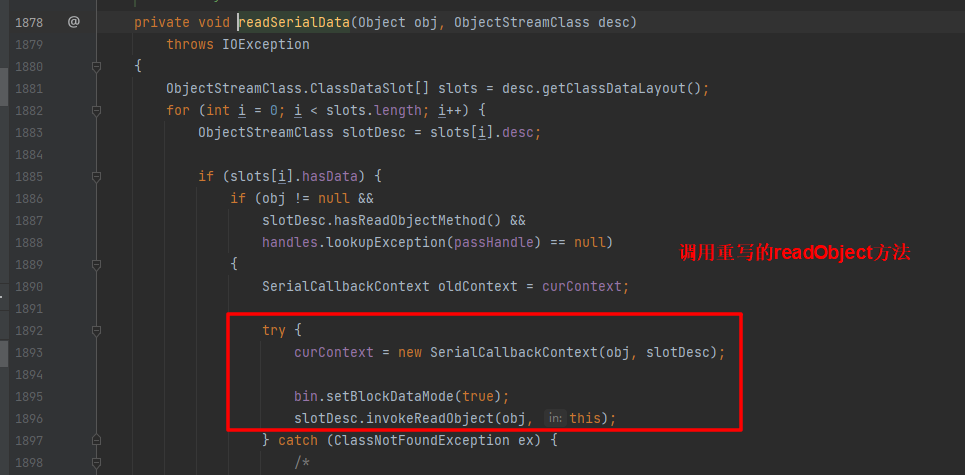 1878 @ private void readSerialData(Object obj, ObjectStreamClass desc)
1879 throws IOException
1880 {
1881 ObjectStreamClass.ClassDataSlot[] slots = desc.getClassDataLayout();
1882 for (int i = 0; i < slots.length; i++) {
1883 ObjectStreamClass slotDesc = slots[i].desc;
1884
1885 if (slots[i].hasData) {
1886 if (obj != null &&
1887 slotDesc.hasReadObjectMethod() &&
1888 handles.lookupException(passHandle) == null)
调用重写的readObject方法
1889 {
1890 SerialCallbackContext oldContext = curContext;
1891
1892 try {
1893 curContext = new SerialCallbackContext(obj, slotDesc);
1894
1895 bin.setBlockDataMode(true);
1896 slotDesc.invokeReadObject(obj, in: this);
1897 } catch (ClassNotFoundException ex) {
1898 /*